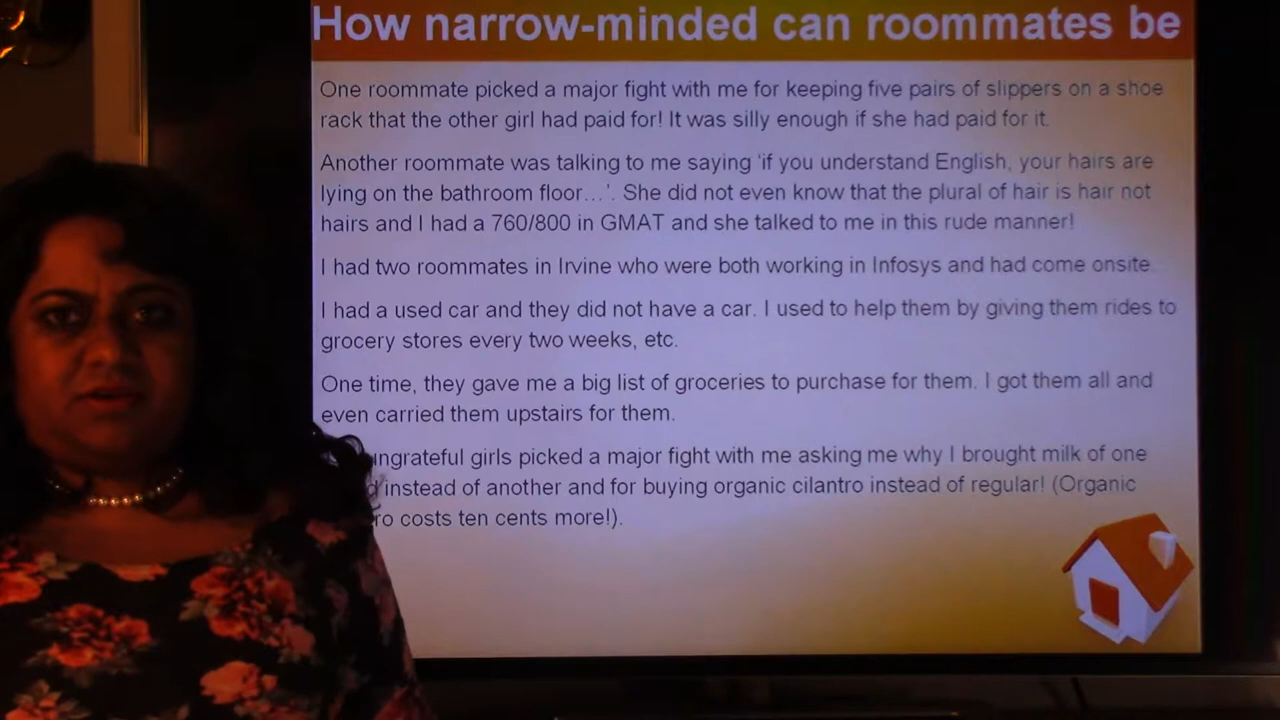 How narrow-minded can roommates be
One roommate picked a major fight with me for keeping five pairs of slippers on a shoe
rack that the other girl had paid for! It was silly enough if she had paid for it.
Another roommate was talking to me saying ‘if you understand English, your hairs are
lying on the bathroom floor…’. She did not even know that the plural of hair is hair not
hairs and I had a 760/800 in GMAT and she talked to me in this rude manner!
I had two roommates in Irvine who were both working in Infosys and had come onsite.
I had a used car and they did not have a car. I used to help them by giving them rides to
grocery stores every two weeks, etc.
One time, they gave me a big list of groceries to purchase for them. I got them all and
even carried them upstairs for them.
girls picked a major fight with me asking me why I brought milk of one
instead of another and for buying organic cilantro instead of regular! (Organic
costs ten cents more!).